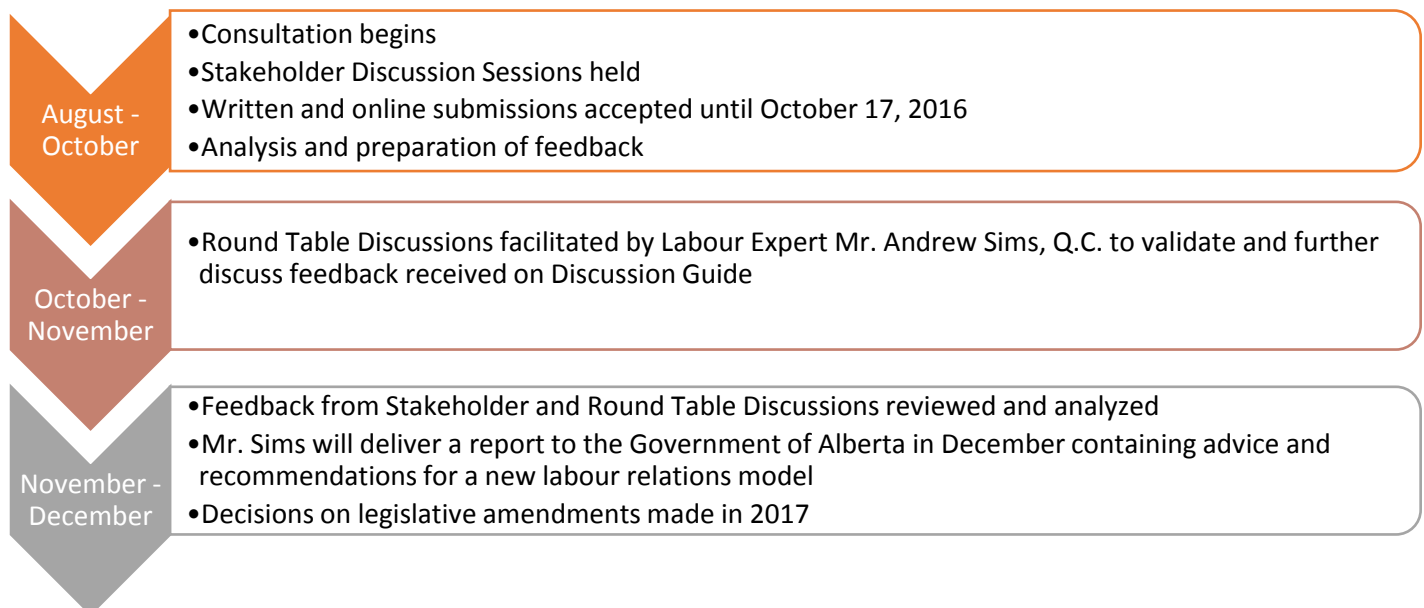 August -
October
•Consultation begins
•Stakeholder Discussion Sessions held
•Written and online submissions accepted until October 17, 2016
•Analysis and preparation of feedback
October -
November
•Round Table Discussions facilitated by Labour Expert Mr. Andrew Sims, Q.C. to validate and further
discuss feedback received on Discussion Guide
November -
December
•Feedback from Stakeholder and Round Table Discussions reviewed and analyzed
•Mr. Sims will deliver a report to the Government of Alberta in December containing advice and
recommendations for a new labour relations model
•Decisions on legislative amendments made in 2017